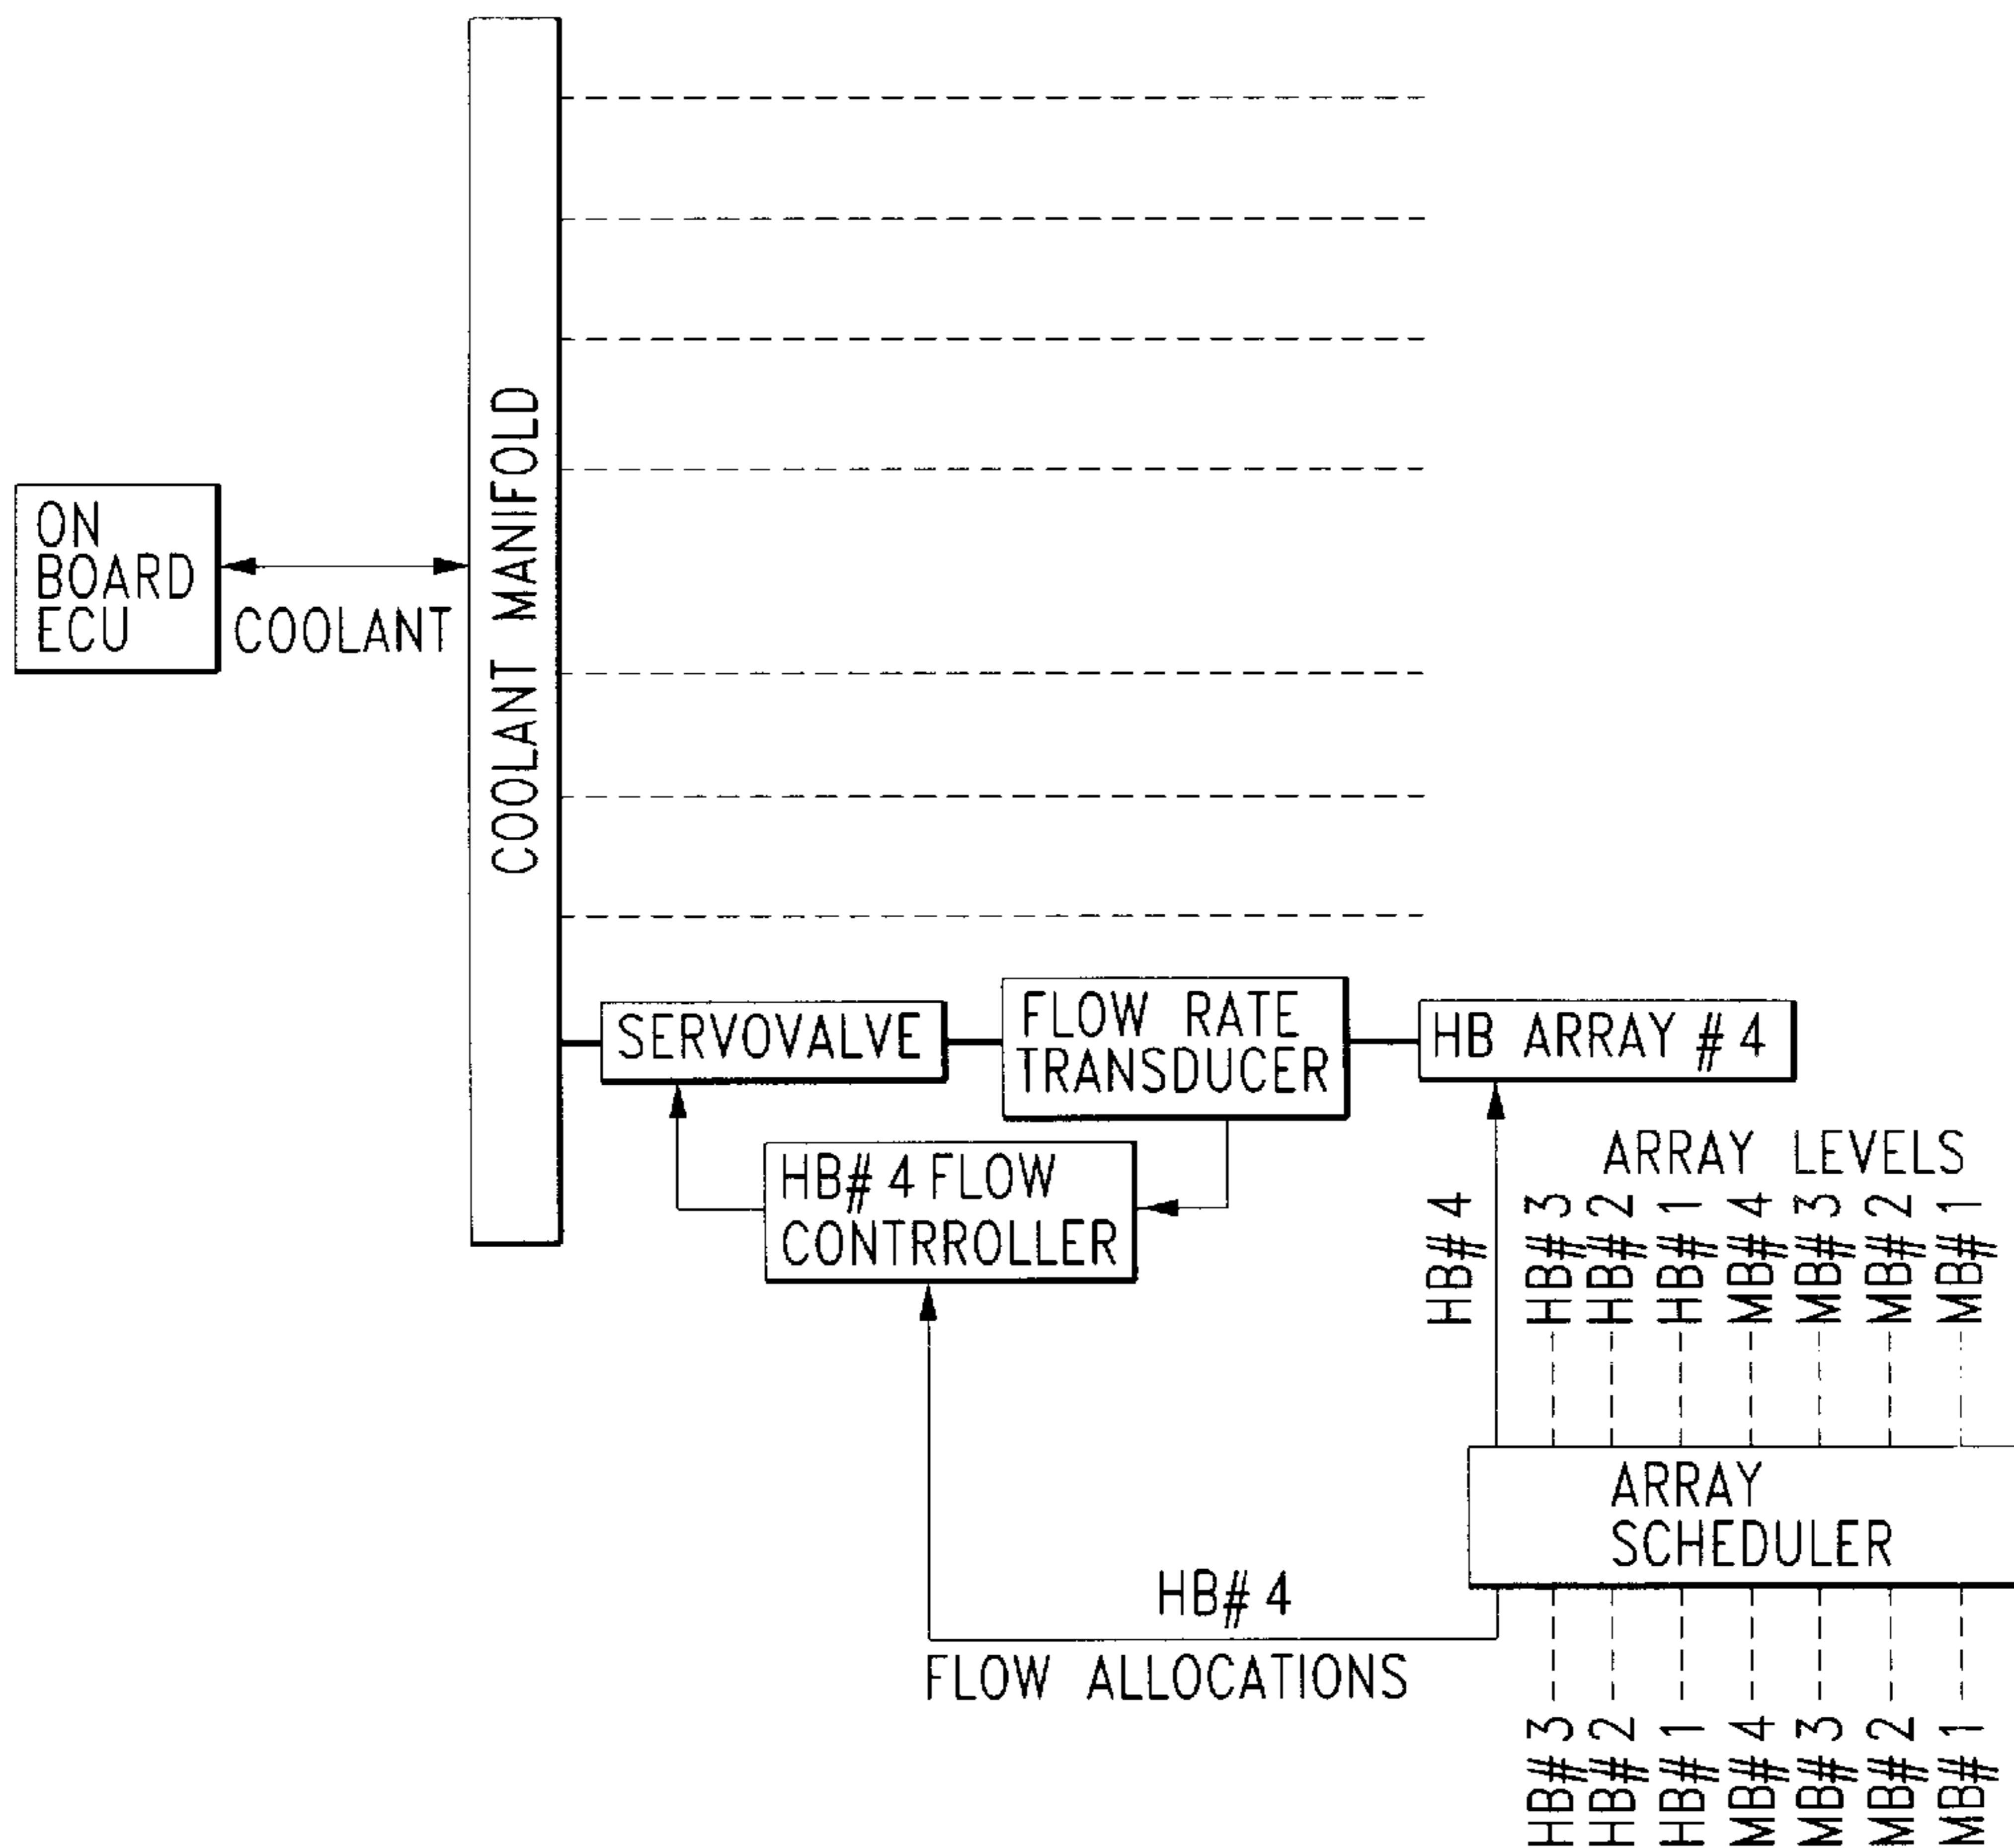 COOLANT MANIFOLD
ON
BOARD
ECU
COOLANT
SERVOVALVE
FLOW RATE
TRANSDUCER
HB ARRAY #4
HB#4 FLOW
CONTRROLLER
ARRAY LEVELS
HB#4
HB#3
HB#2
HB#1
MB#4
MB#3
MB#2
MB#1
ARRAY
SCHEDULER
HB#4
FLOW ALLOCATIONS
HB#3
HB#2
HB#1
MB#4
MB#3
MB#2
MB#1